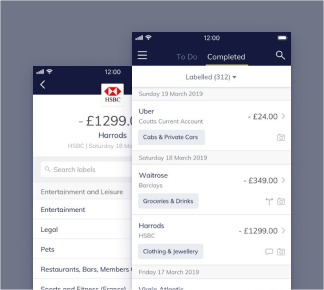 12:00
HSBC
- £1299.0
Harrods
HSBC | Saturday 18 Ma
Search labels
Entertainment and Leisure
Entertainment
Legal
Pets
Restaurants, Bars, Members
Sports and Fitness (France)
12:00
To Do
Completed
Labelled (312)
Sunday 19 March 2019
Uber
- £24.00
Coutts Current Account
Cabs & Private Cars
Saturday 18 March 2019
Waitrose
- £349.00
Barclays
Groceries & Drinks
Harrods
- £1299.00
HSBC
Clothing & Jewellery
Friday 17 March 2019
Virgin Atlantic